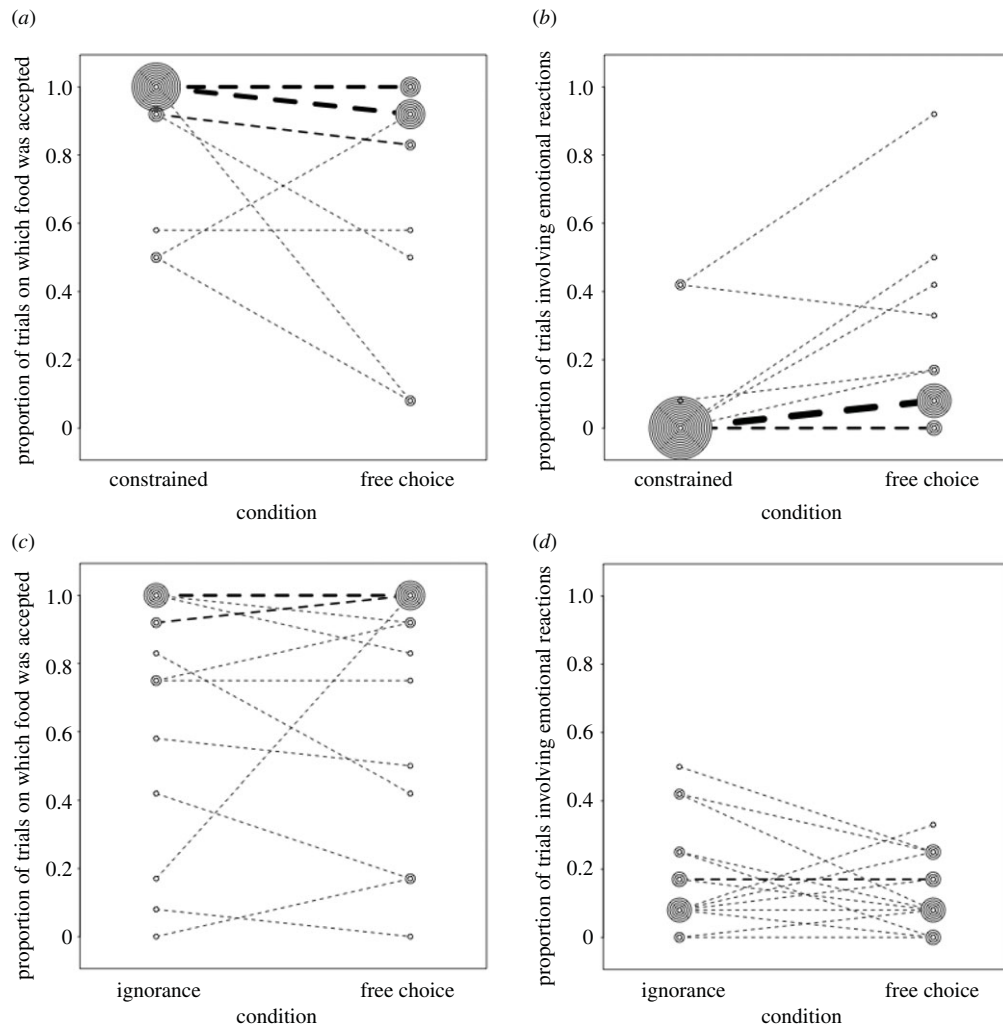 (a)
(b)
proportion of trials on which food was accepted
1.0
0.8
0.6
0.4
0.2
0
constrained
free choice
condition
proportion of trials involving emotional reactions
1.0
0.8
0.6
0.4
0.2
0
constrained
free choice
condition
(c)
(d)
proportion of trials on which food was accepted
1.0
0.8
0.6
0.4
0.2
0
ignorance
free choice
condition
proportion of trials involving emotional reactions
1.0
0.8
0.6
0.4
0.2
0
ignorance
free choice
condition